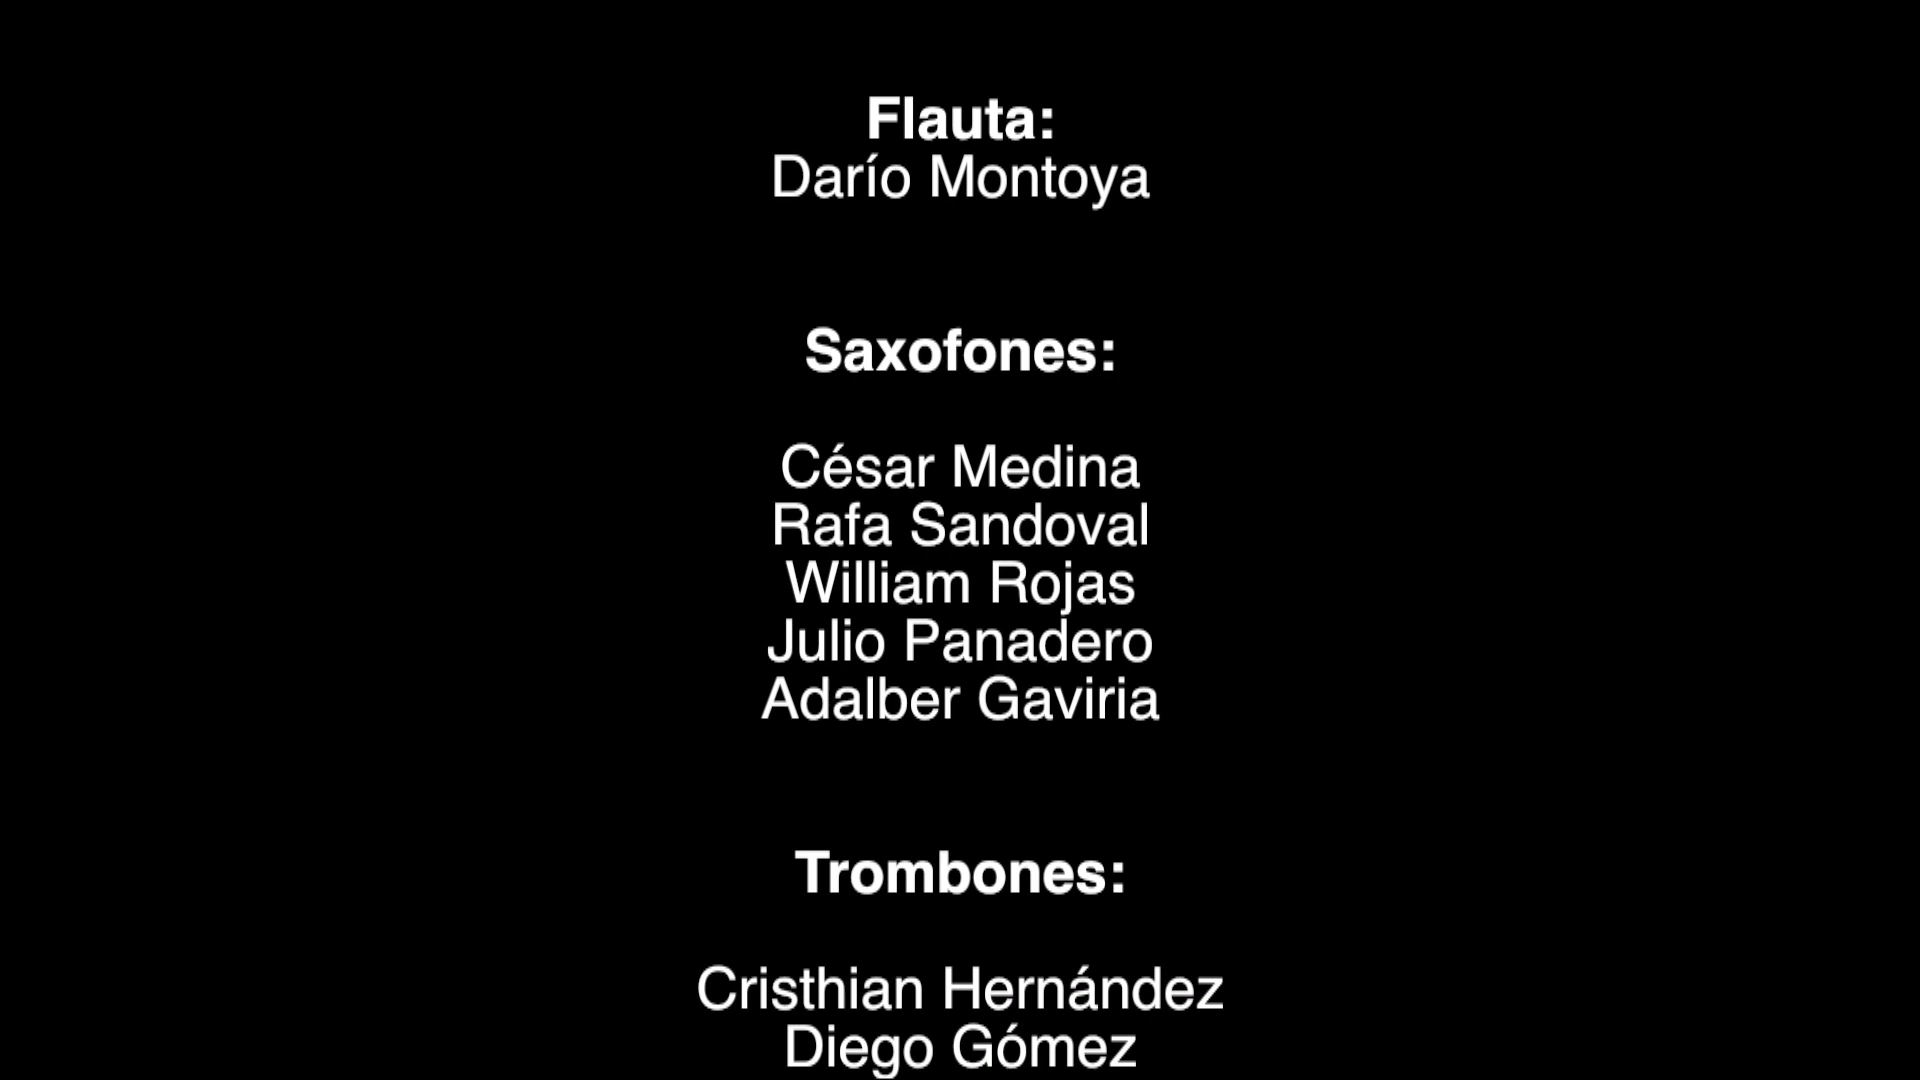 Flauta:
Darío Montoya
Saxofones:
César Medina
Rafa Sandoval
William Rojas
Julio Panadero
Adalber Gaviria
Trombones:
Cristhian Hernández
Diego Gómez